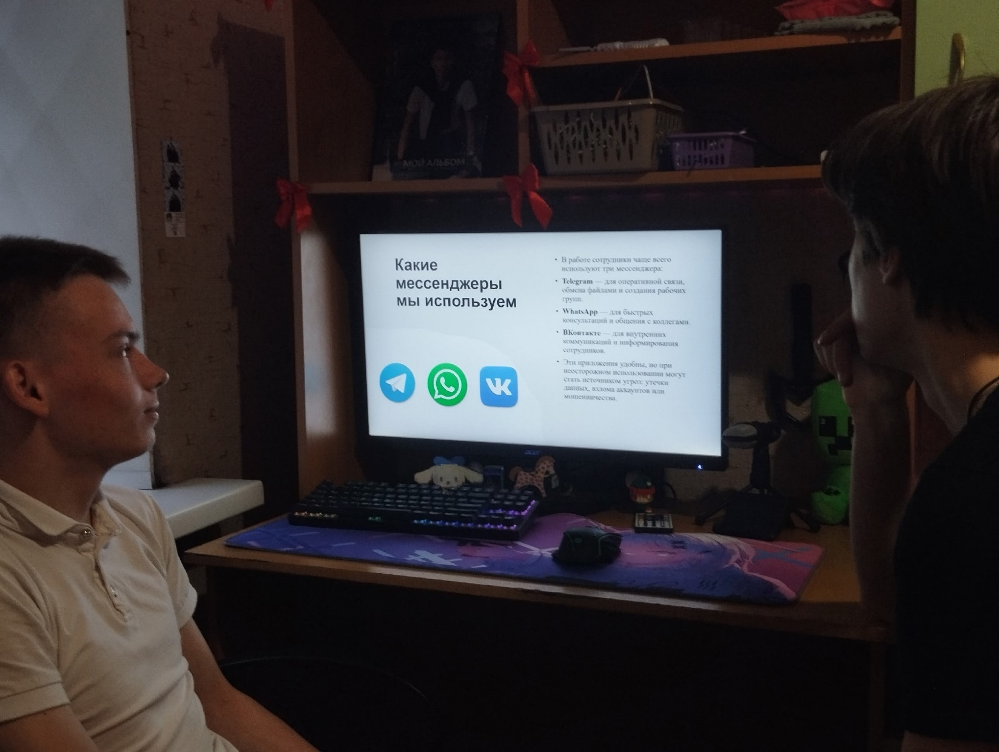 МОЙ АЛЬБОМ
Какие
мессенджеры
мы используем
• В работе сотрудники чаще всего
используют три мессенджера:
• Telegram — для оперативной связи,
обмена файлами и создания рабочих
групп.
• WhatsApp — для быстрых
консультаций и общения с коллегами.
• ВКонтакте — для внутренних
коммуникаций и информирования
сотрудников.
• Эти приложения удобны, но при
неосторожном использовании могут
стать источником угроз: утечки
данных, взлома аккаунтов или
мошенничества.
acer